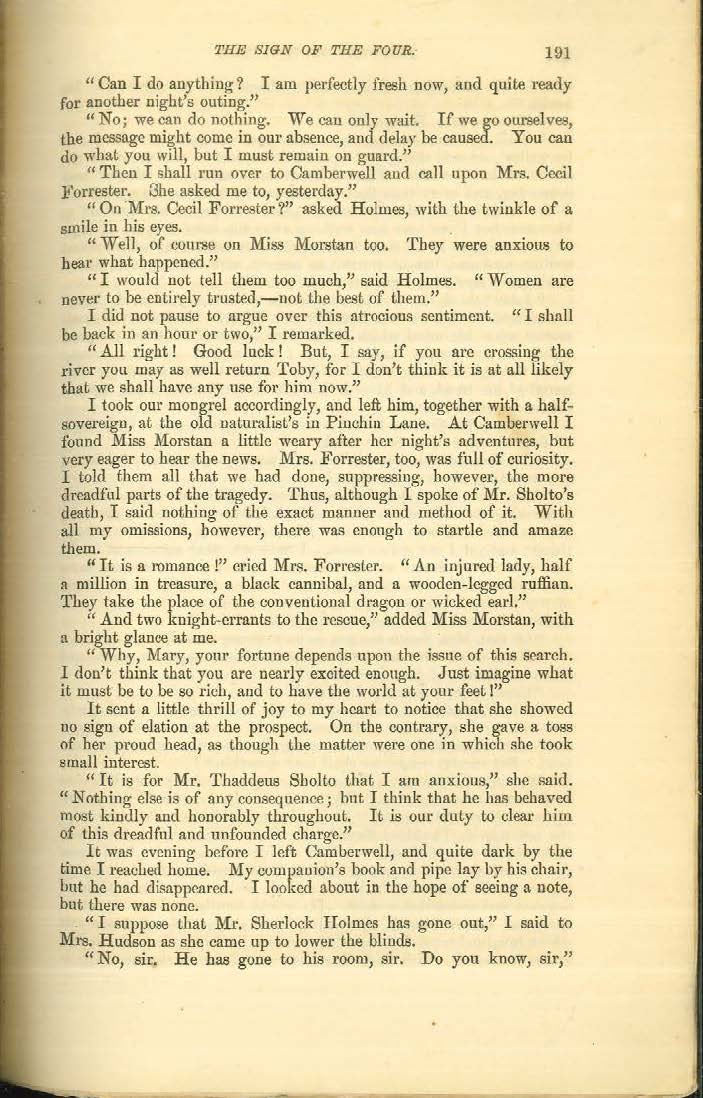 THE SIGN OF THE FOUR. 191
" Can I do anything ? I am perfectly fresh now, and quite ready
for another night's outing."
" No; we can do nothing. We can only wait. If we go ourselves,
the message might come in our absence, and delay be caused. You can
do what you will, but I must remain on guard."
" Then I shall run over to Camberwell and call upon Mrs. Cecil
Forrester. She asked me to, yesterday."
" On Mrs. Cecil Forrester ?" asked Holmes, with the twinkle of a
smile in his eyes.
" Well, of course on Miss Morstan too. They were anxious to
hear what happened."
" I would not tell them too much," said Holmes. " Women are
never to be entirely trusted,—not the best of them."
I did not pause to argue over this atrocious sentiment. " I shall
be back in an hour or two," I remarked.
" All right ! Good luck ! But, I say, if you are crossing the
river you may as well return Toby, for I don't think it is at all likely
that we shall have any use for him now."
I took our mongrel accordingly, and left him, together with a half-
sovereign, at the old naturalist's in Pinchin Lane. At Camberwell I
found Miss Morstan a little weary after her night's adventures, but
very eager to hear the news. Mrs. Forrester, too, was full of curiosity.
I told them all that we had done, suppressing, however, the more
dreadful parts of the tragedy. Thus, although I spoke of Mr. Sholto's
death, I said nothing of the exact manner and method of it. With
all my omissions, however, there was enough to startle and amaze
them.
" It is a romance !" cried Mrs. Forrester. " An injured lady, half
a million in treasure, a black cannibal, and a wooden-legged ruffian.
They take the place of the conventional dragon or wicked earl."
" And two knight-errants to the rescue," added Miss Morstan, with
a bright glance at me.
" Why, Mary, your fortune depends upon the issue of this search.
I don't think that you are nearly excited enough. Just imagine what
it must be to be so rich, and to have the world at your feet !"
It sent a little thrill of joy to my heart to notice that she showed
no sign of elation at the prospect. On the contrary, she gave a toss
of her proud head, as though the matter were one in which she took
small interest.
" It is for Mr. Thaddeus Sholto that I am anxious," she said.
" Nothing else is of any consequence ; but I think that he has behaved
most kindly and honorably throughout. It is our duty to clear him
of this dreadful and unfounded charge."
It was evening before I left Camberwell, and quite dark by the
time I reached home. My companion's book and pipe lay by his chair,
but he had disappeared. I looked about in the hope of seeing a note,
but there was none.
" I suppose that Mr. Sherlock Holmes has gone out," I said to
Mrs. Hudson as she came up to lower the blinds.
" No, sir. He has gone to his room, sir. Do you know, sir,"